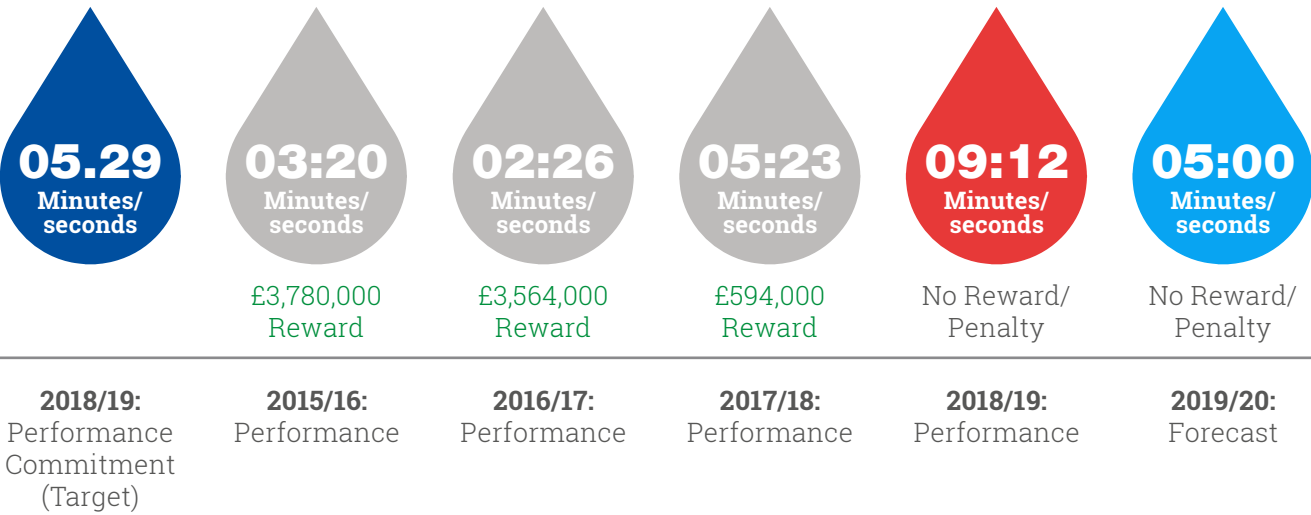 05.29
Minutes/
seconds
03:20
Minutes/
seconds
02:26
Minutes/
seconds
05:23
Minutes/
seconds
09:12
Minutes/
seconds
05:00
Minutes/
seconds
£3,780,000
Reward
£3,564,000
Reward
£594,000
Reward
No Reward/
Penalty
No Reward/
Penalty
2018/19:
Performance
Commitment
(Target)
2015/16:
Performance
2016/17:
Performance
2017/18:
Performance
2018/19:
Performance
2019/20:
Forecast